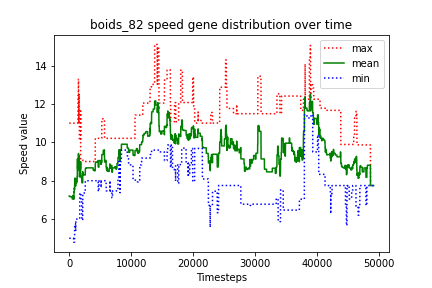 boids_82 speed gene distribution over time
max
mean
min
Speed value
14
12
10
8
6
0
10000
20000
30000
40000
50000
Timesteps